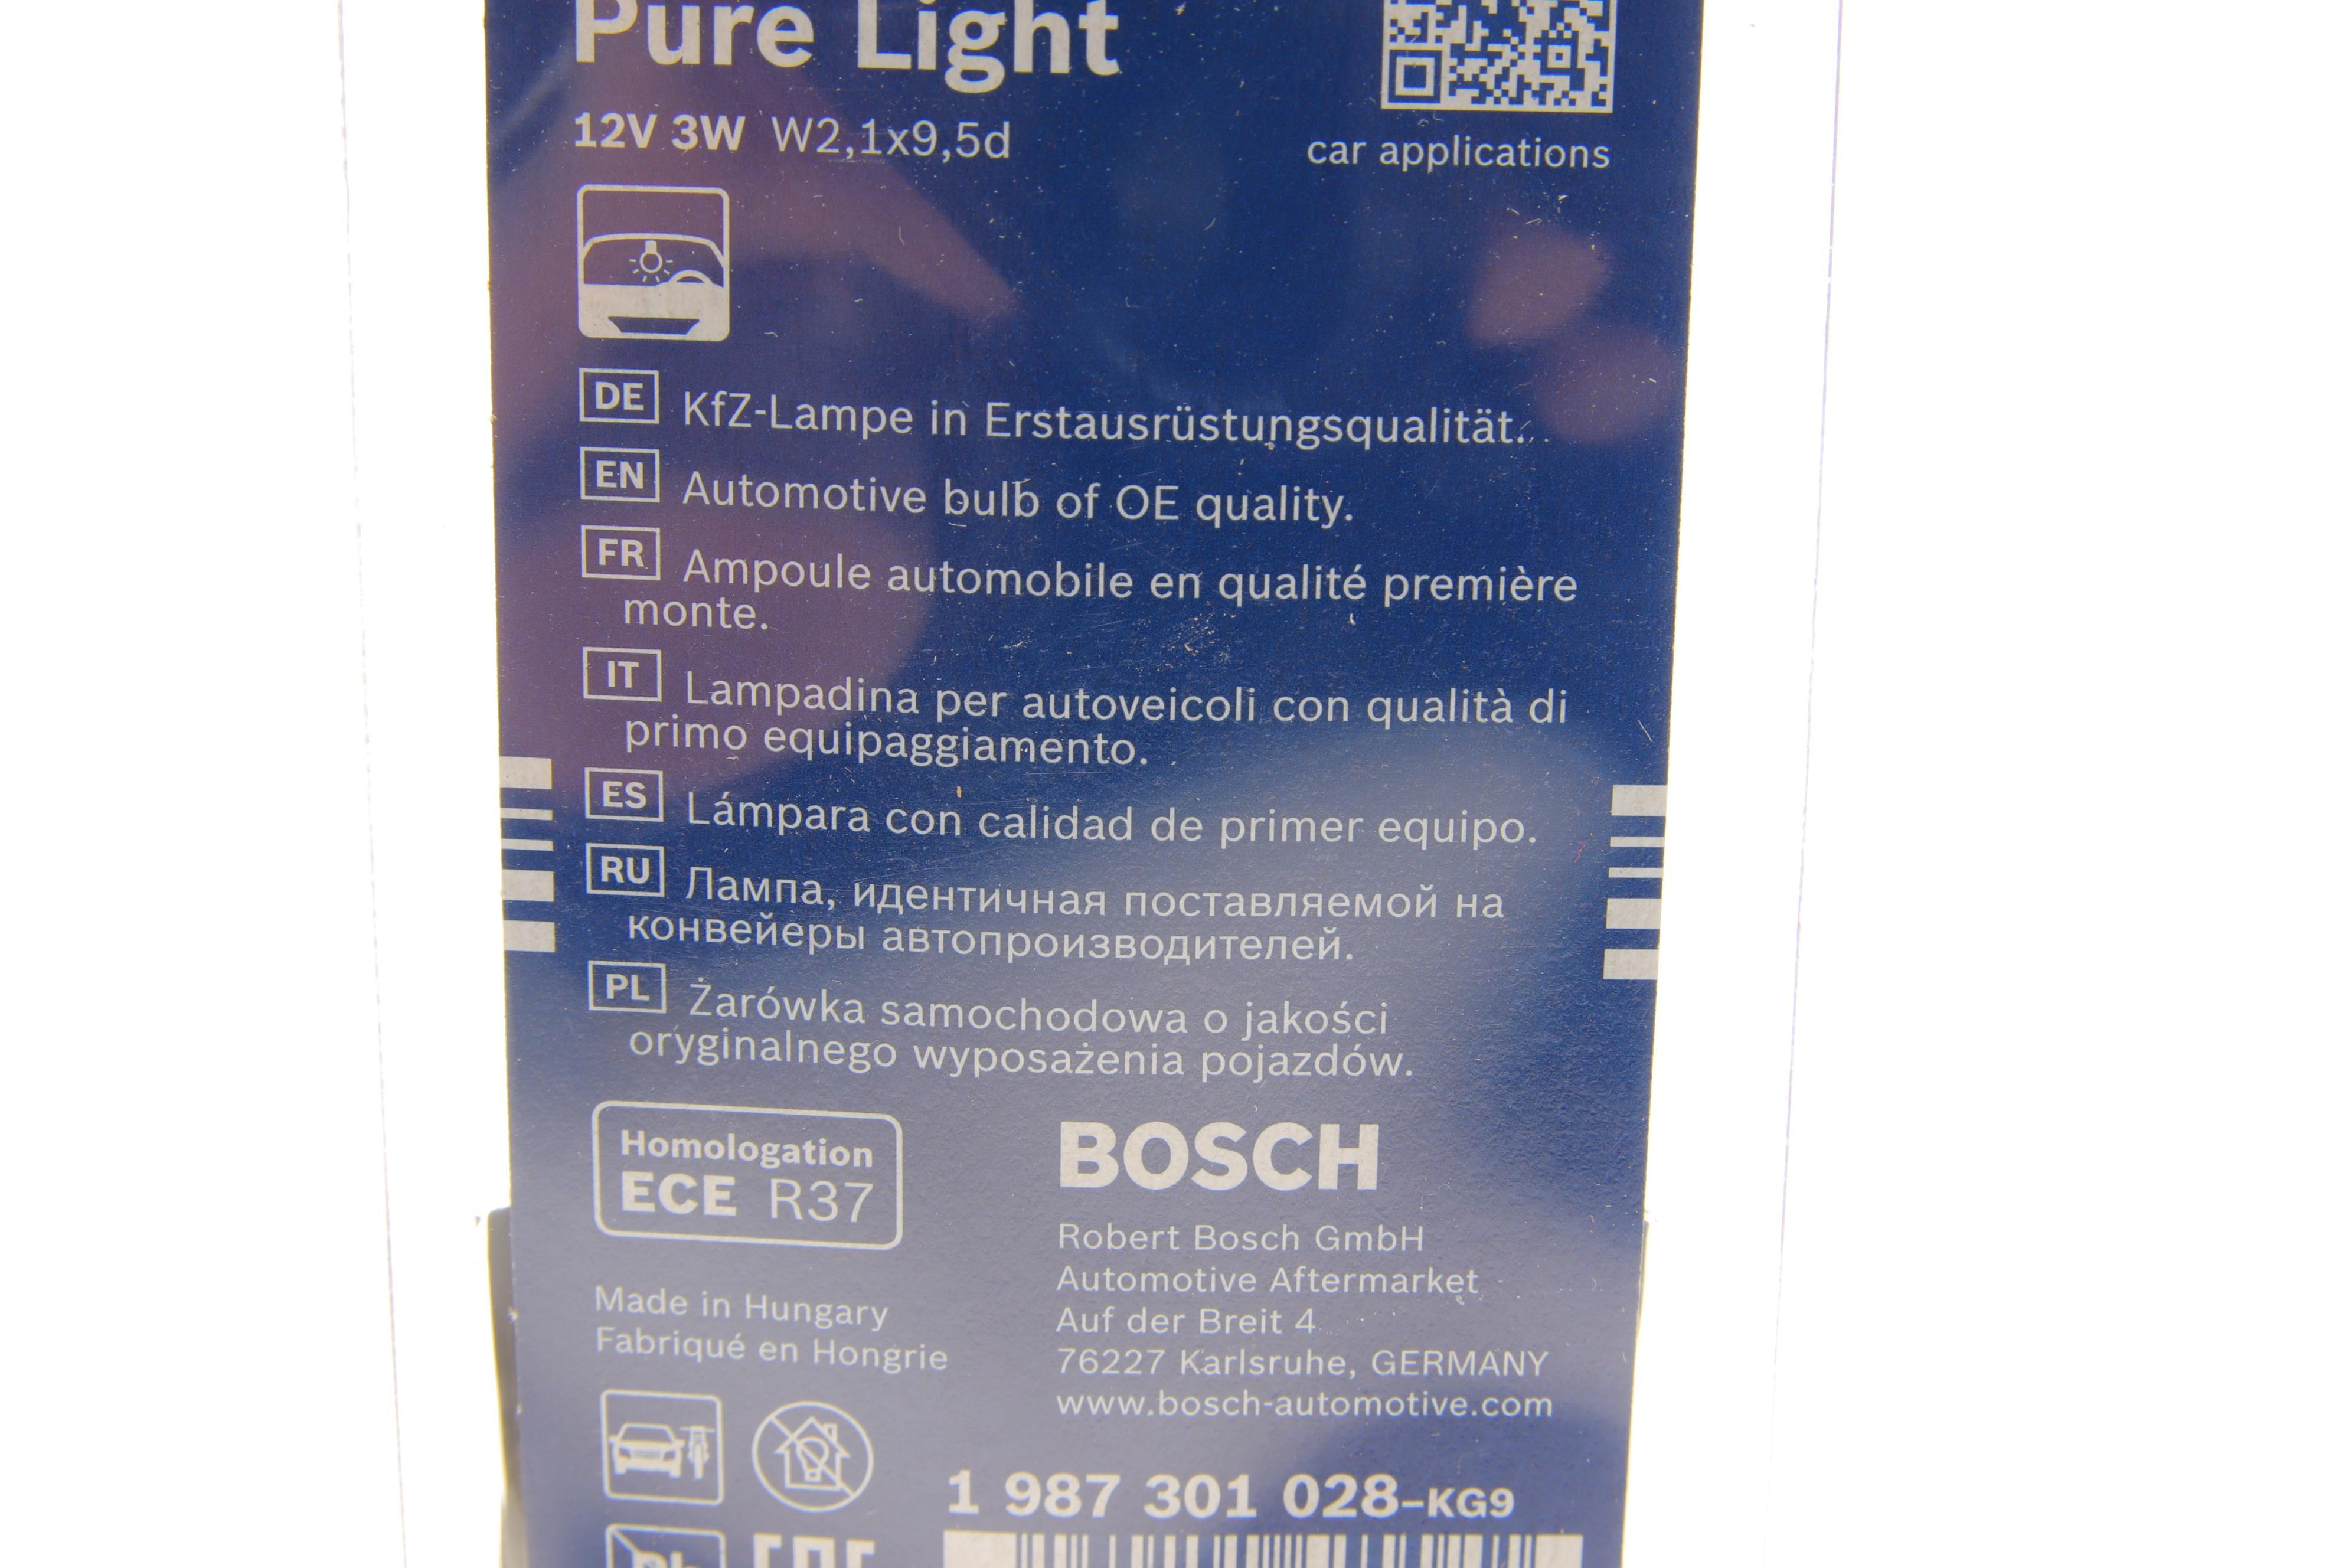 Pure Light
12V 3W W2,1x9,5d
car applications
DE KfZ-Lampe in Erstausrüstungsqualität.
EN Automotive bulb of OE quality.
FR Ampoule automobile en qualité première
monte.
IT Lampadina per autoveicoli con qualità di
primo equipaggiamento.
ES Lámpara con calidad de primer equipo.
RU Лампа, идентичная поставляемой на
конвейеры автопроизводителей.
PL Żarówka samochodowa o jakości
oryginalnego wyposażenia pojazdów.
Homologation
ECE R37
Made in Hungary
Fabriqué en Hongrie
BOSCH
Robert Bosch GmbH
Automotive Aftermarket
Auf der Breit 4
76227 Karlsruhe, GERMANY
www.bosch-automotive.com
1 987 301 028-KG9